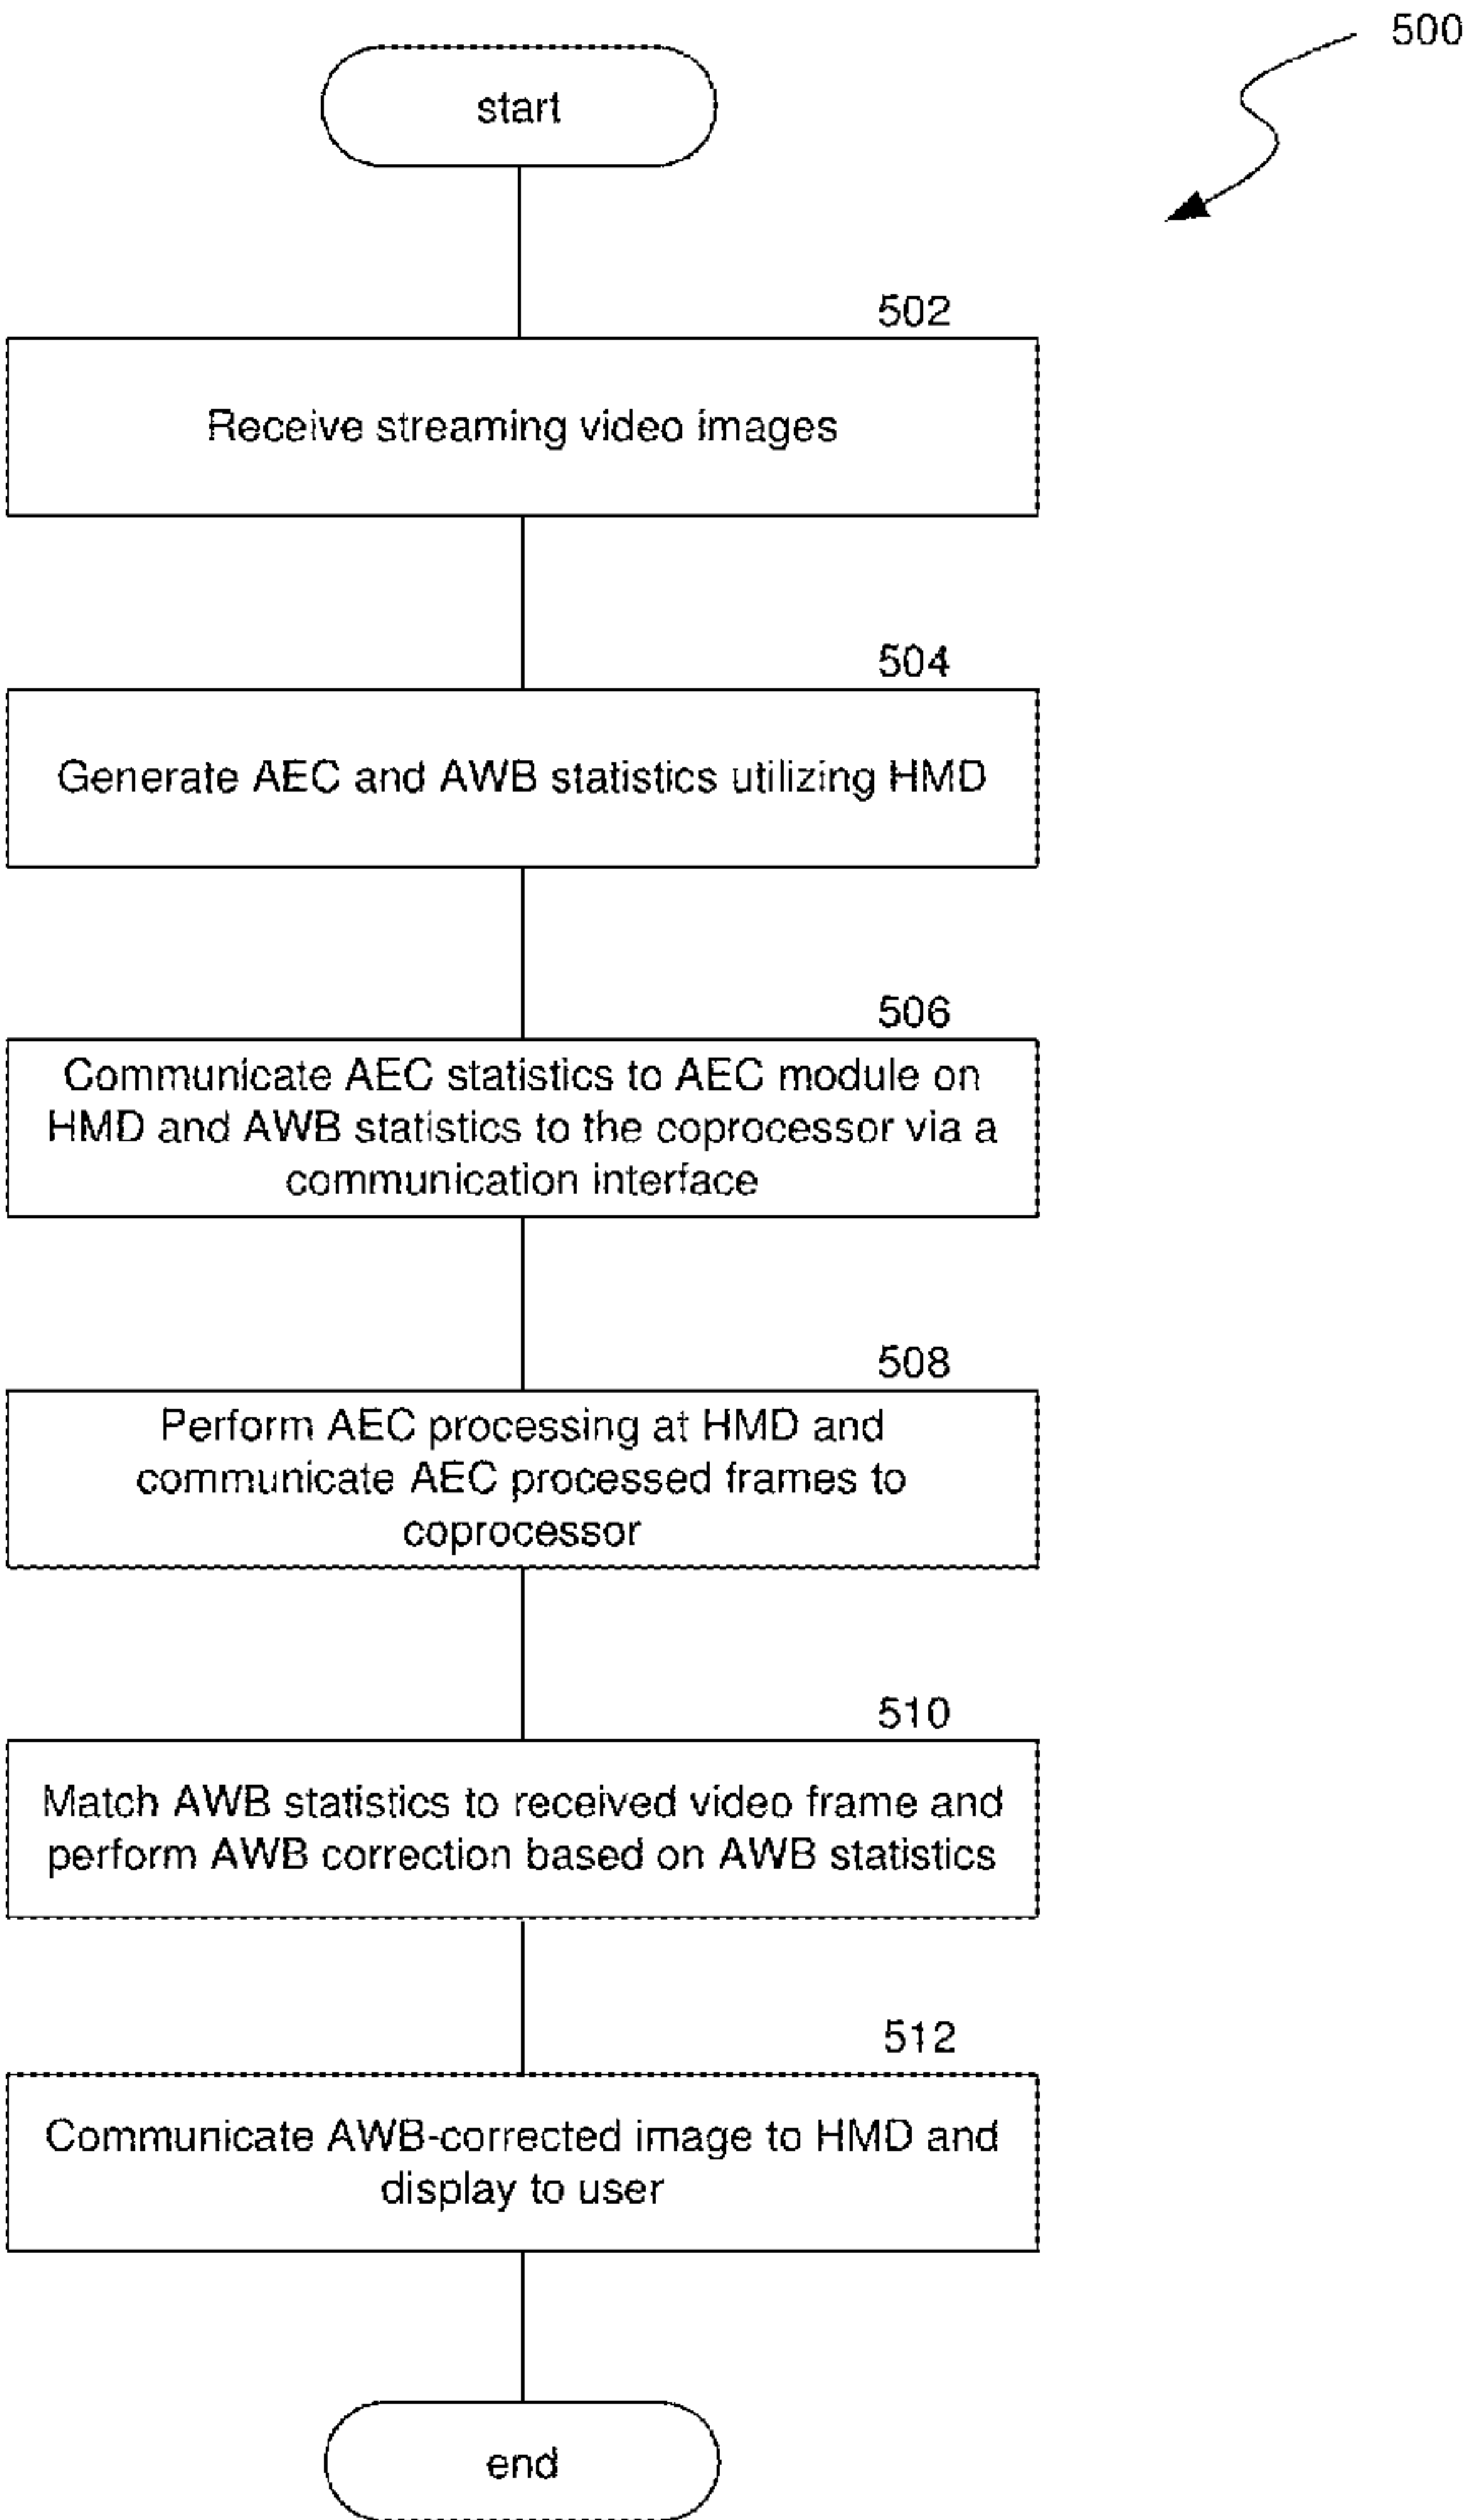 500
start
502
Receive streaming video images
504
Generate AEC and AWB statistics utilizing HMD
506
Communicate AEC statistics to AEC module on
HMD and AWB statistics to the coprocessor via a
communication interface
508
Perform AEC processing at HMD and
communicate AEC processed frames to
coprocessor
510
Match AWB statistics to received video frame and
perform AWB correction based on AWB statistics
512
Communicate AWB-corrected image to HMD and
display to user
end